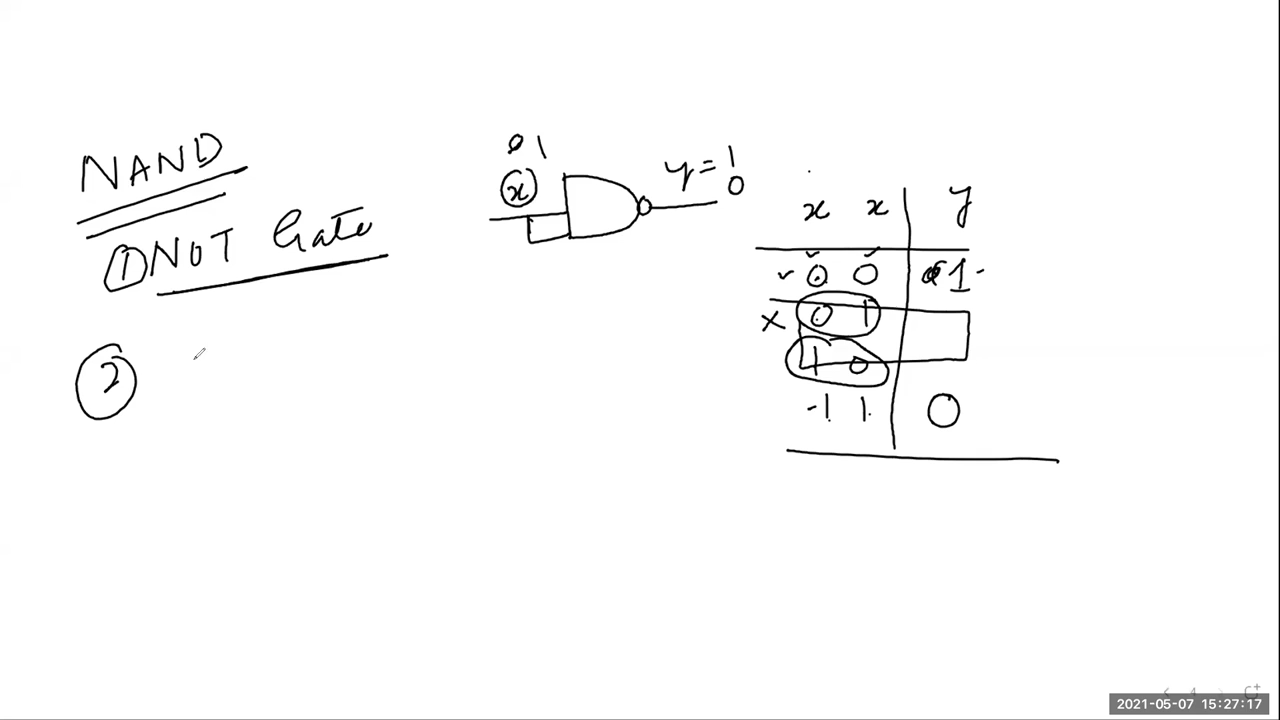 NAND
① NOT Gate
②
0 1
x
y = 1
0
x x y
0 0 1
x 0 1
1 0
1 1 0
4
2021-05-07 15:27:17